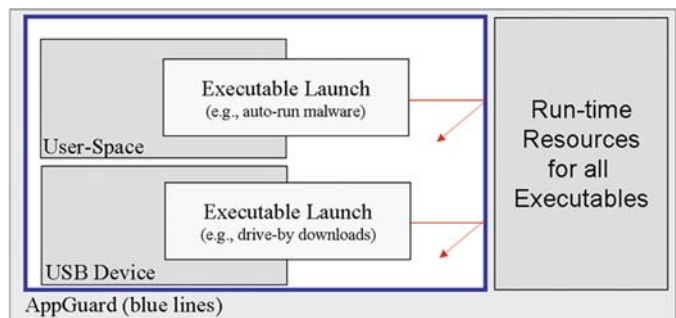 Executable Launch
(e.g., auto-run malware)
User-Space
Executable Launch
(e.g., drive-by downloads)
USB Device
AppGuard (blue lines)
Run-time
Resources
for all
Executables